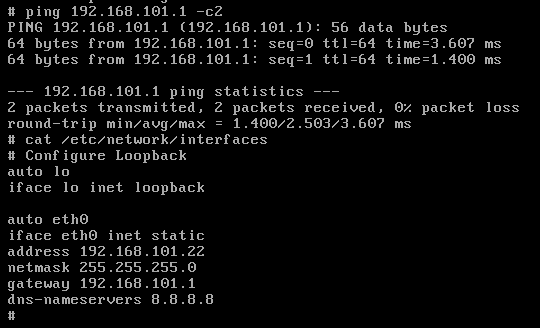 # ping 192.168.101.1 -c2
PING 192.168.101.1 (192.168.101.1): 56 data bytes
64 bytes from 192.168.101.1: seq=0 ttl=64 time=3.607 ms
64 bytes from 192.168.101.1: seq=1 ttl=64 time=1.400 ms

--- 192.168.101.1 ping statistics ---
2 packets transmitted, 2 packets received, 0% packet loss
round-trip min/avg/max = 1.400/2.503/3.607 ms
# cat /etc/network/interfaces
# Configure Loopback
auto lo
iface lo inet loopback

auto eth0
iface eth0 inet static
address 192.168.101.22
netmask 255.255.255.0
gateway 192.168.101.1
dns-nameservers 8.8.8.8
#